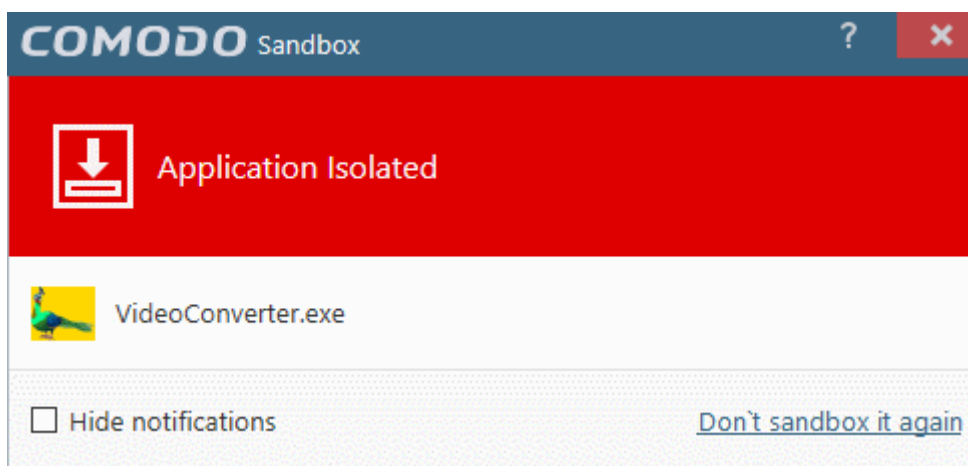 COMODO Sandbox ?
Application Isolated
VideoConverter.exe
Hide notifications Don`t sandbox it again